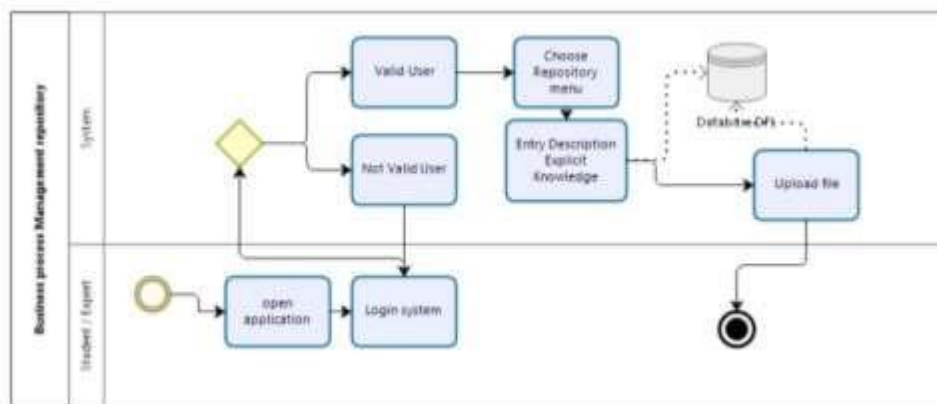 Business process Management repository
System
Valid User
Choose
Repository
menu
Not Valid User
Entry Description
Explicit
Knowledge
Upload file
Student / Expert
open
application
Login system